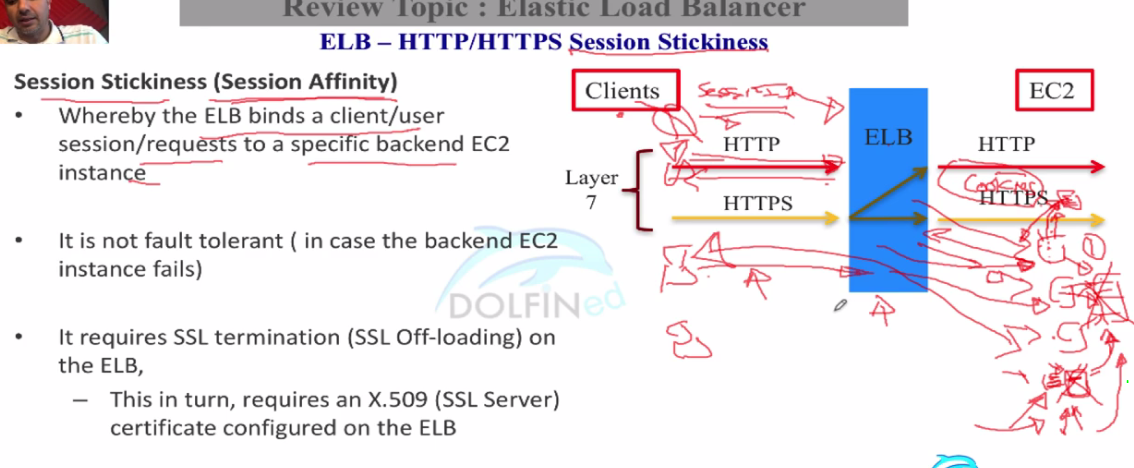 Review Topic : Elastic Load Balancer
ELB – HTTP/HTTPS Session Stickiness
Session Stickiness (Session Affinity)
• Whereby the ELB binds a client/user
session/requests to a specific backend EC2
instance
• It is not fault tolerant ( in case the backend EC2
instance fails)
• It requires SSL termination (SSL Off-loading) on
the ELB,
– This in turn, requires an X.509 (SSL Server)
certificate configured on the ELB
Clients
EC2
ELB
HTTP
HTTP
Cookies
Layer
7
HTTPS
HTTPS
1
DOLFINed